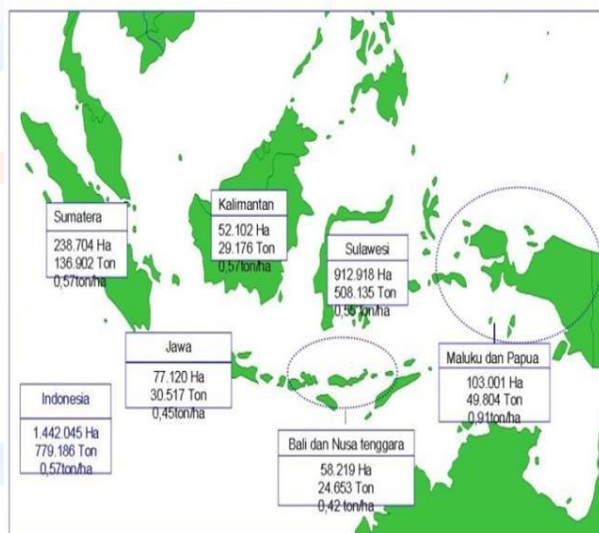 Sumatera
238.704 Ha
136.902 Ton
0,57ton/ha
Kalimantan
52.102 Ha
29.176 Ton
0,57ton/ha
Sulawesi
912.918 Ha
508.135 Ton
0,55 ton/ha
Jawa
77.120 Ha
30.517 Ton
0,45ton/ha
Maluku dan Papua
103.001 Ha
49.804 Ton
0,91ton/ha
Indonesia
1.442.045 Ha
779.186 Ton
0,57ton/ha
Bali dan Nusa tenggara
58.219 Ha
24.653 Ton
0,42 ton/ha